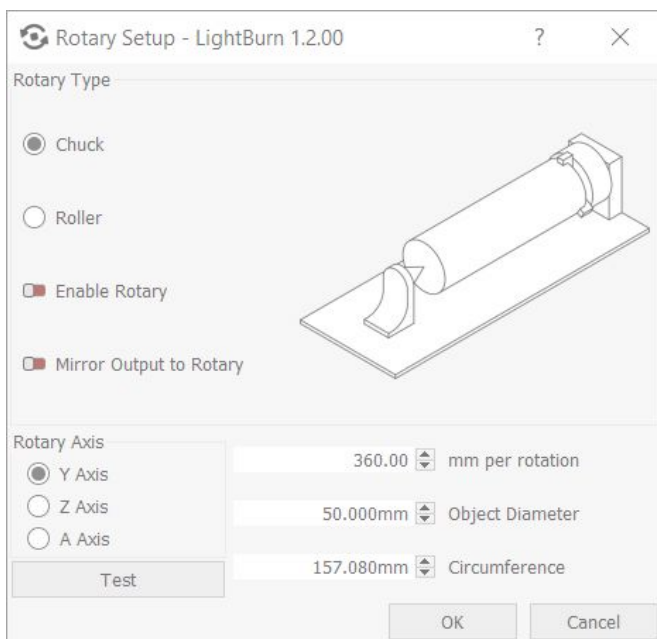 Rotary Setup - LightBurn 1.2.00 ?
Rotary Type
Chuck
Roller
Enable Rotary
Mirror Output to Rotary
Rotary Axis
Y Axis
Z Axis
A Axis
Test
360.00 mm per rotation
50.000mm Object Diameter
157.080mm Circumference
OK Cancel